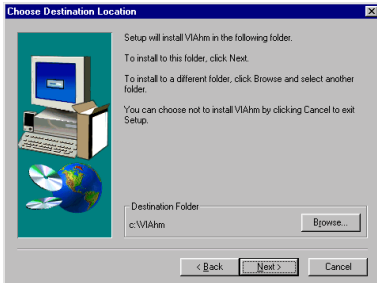 Choose Destination Location
Setup will install VIAhm in the following folder.
To install to this folder, click Next.
To install to a different folder, click Browse and select another
folder.
You can choose not to install VIAhm by clicking Cancel to exit
Setup.
Destination Folder
c:\VIAhm
Browse...
< Back
Next >
Cancel